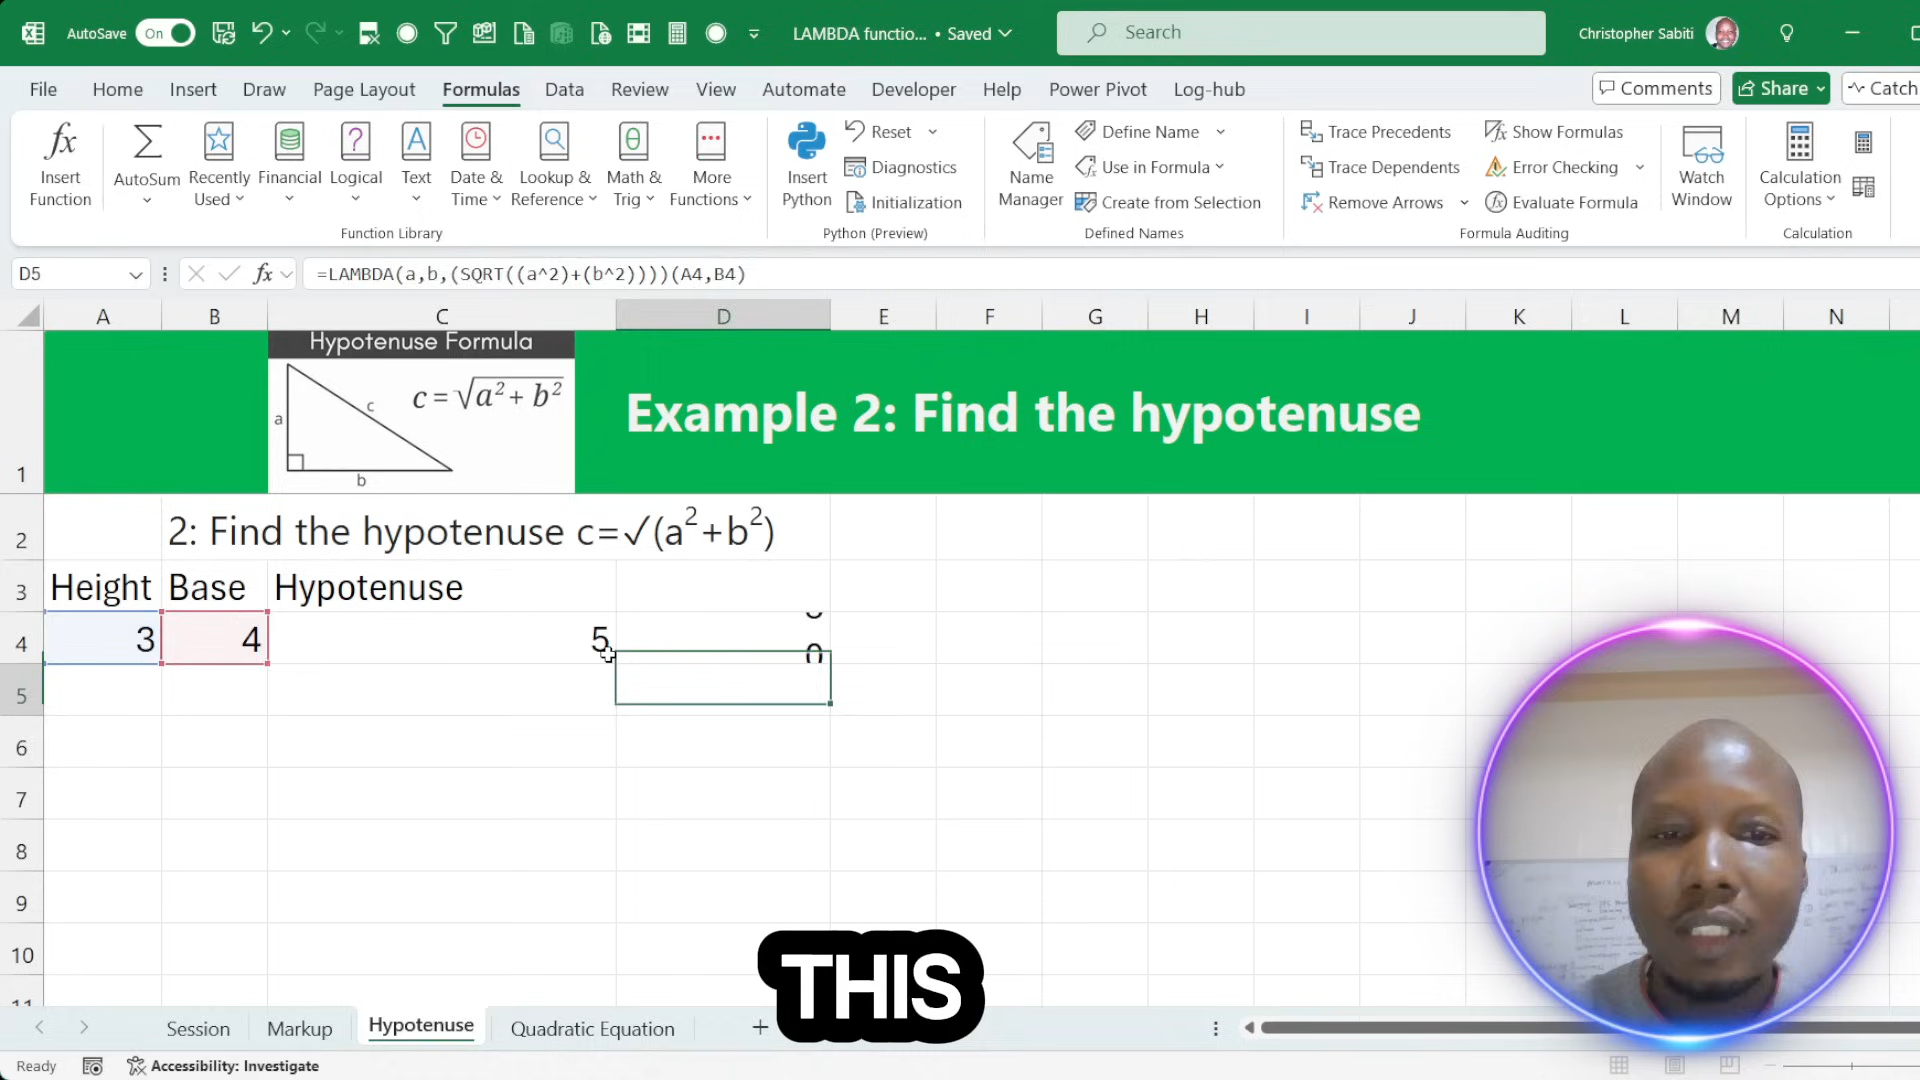 AutoSave On
LAMBDA functio... • Saved
Search
Christopher Sabiti
File Home Insert Draw Page Layout Formulas Data Review View Automate Developer Help Power Pivot Log-hub
Comments Share Catch
Insert Function
AutoSum
Recently Used
Financial
Logical
Text
Date & Time
Lookup & Reference
Math & Trig
More Functions
Function Library
Insert Python
Reset
Diagnostics
Initialization
Python (Preview)
Name Manager
Define Name
Use in Formula
Create from Selection
Defined Names
Trace Precedents
Trace Dependents
Remove Arrows
Show Formulas
Error Checking
Evaluate Formula
Formula Auditing
Watch Window
Calculation Options
Calculation
D5
fx
=LAMBDA(a,b,(SQRT((a^2)+(b^2))))(A4,B4)
A B C D E F G H I J K L M N
Hypotenuse Formula
a
c
b
c = √a² + b²
Example 2: Find the hypotenuse
1
2 2: Find the hypotenuse c=✓(a²+b²)
3 Height Base Hypotenuse
4 3 4 5
5
6
7
8
9
10
THIS
Session Markup Hypotenuse Quadratic Equation
Ready
Accessibility: Investigate